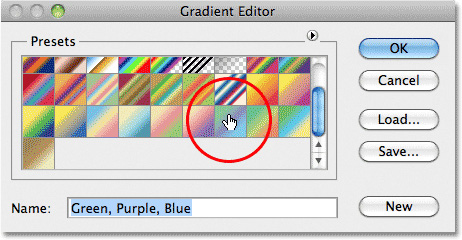 Gradient Editor
Presets
OK
Cancel
Load...
Save...
Name: Green, Purple, Blue
New